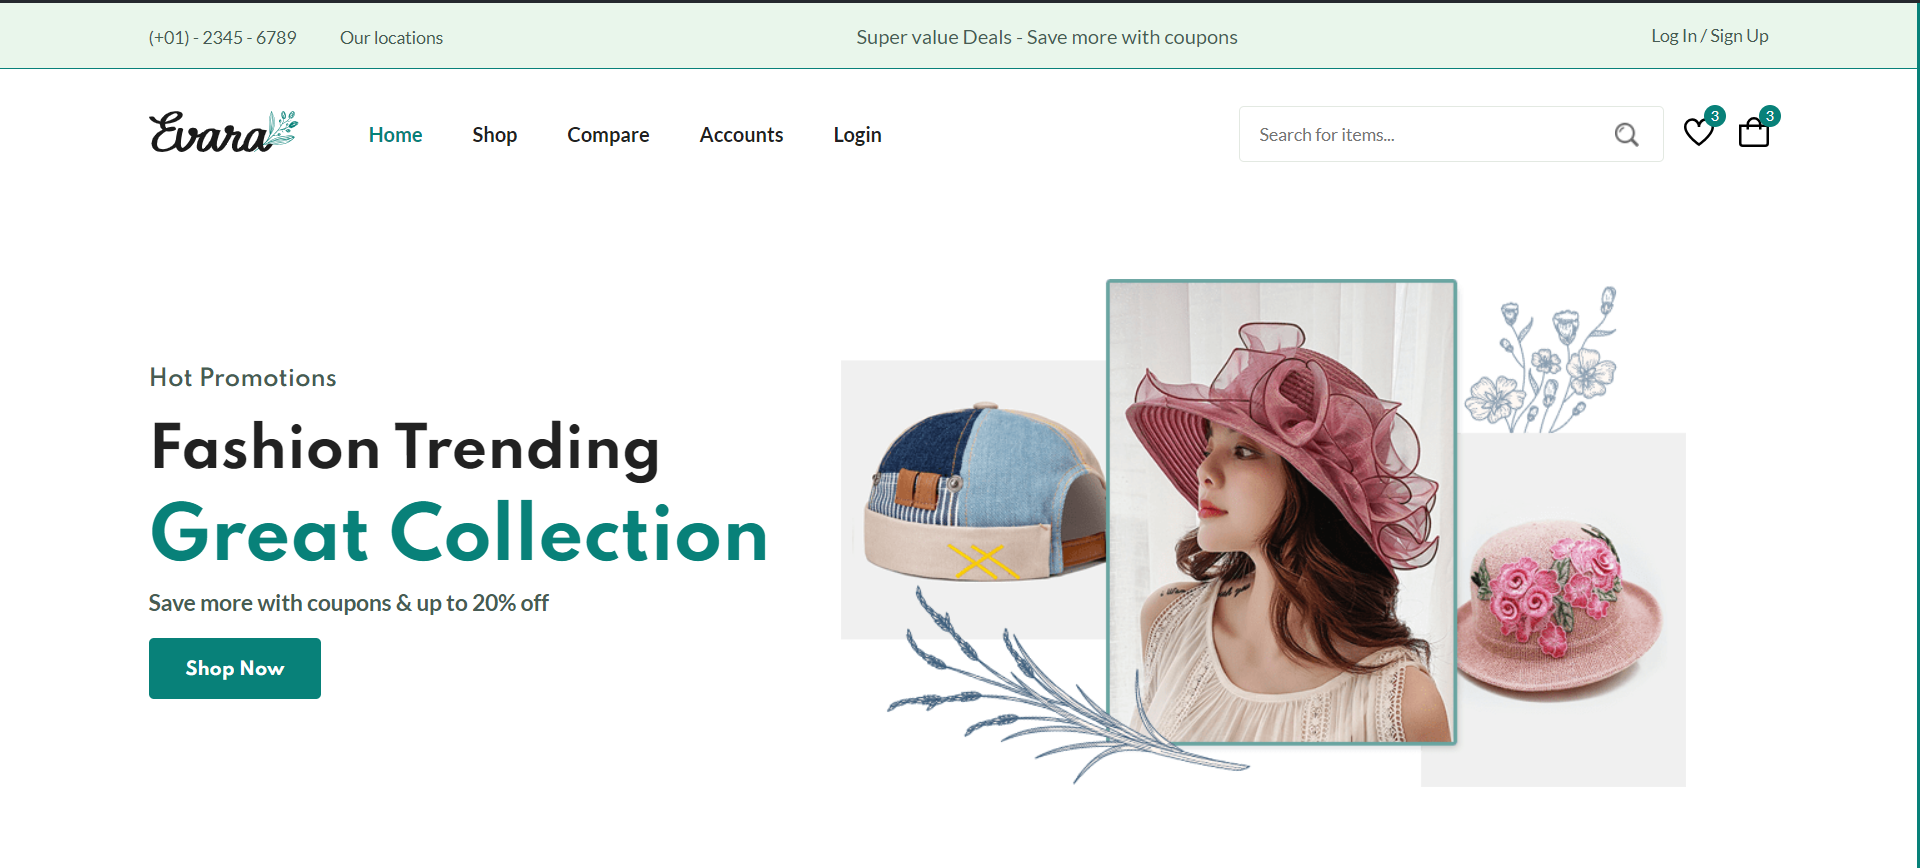 (+01) - 2345 - 6789 Our locations Super value Deals - Save more with coupons Log In / Sign Up
Evara Home Shop Compare Accounts Login Search for items... 3 3
Hot Promotions
Fashion Trending
Great Collection
Save more with coupons & up to 20% off
Shop Now